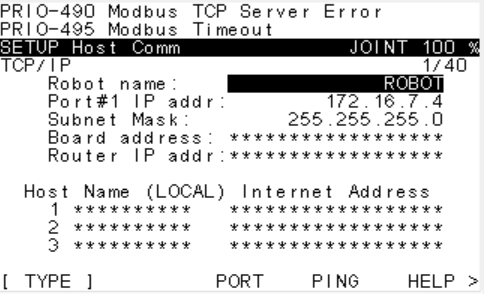 PRIO-490 Modbus TCP Server Error
PRIO-495 Modbus Timeout
SETUP Host Comm JOINT 100 %
TCP/IP 1/40
Robot name: ROBOT
Port#1 IP addr: 172.16.7.4
Subnet Mask: 255.255.255.0
Board address: ******************
Router IP addr:******************
Host Name (LOCAL) Internet Address
1 ********** ******************
2 ********** ******************
3 ********** ******************
[ TYPE ] PORT PING HELP >